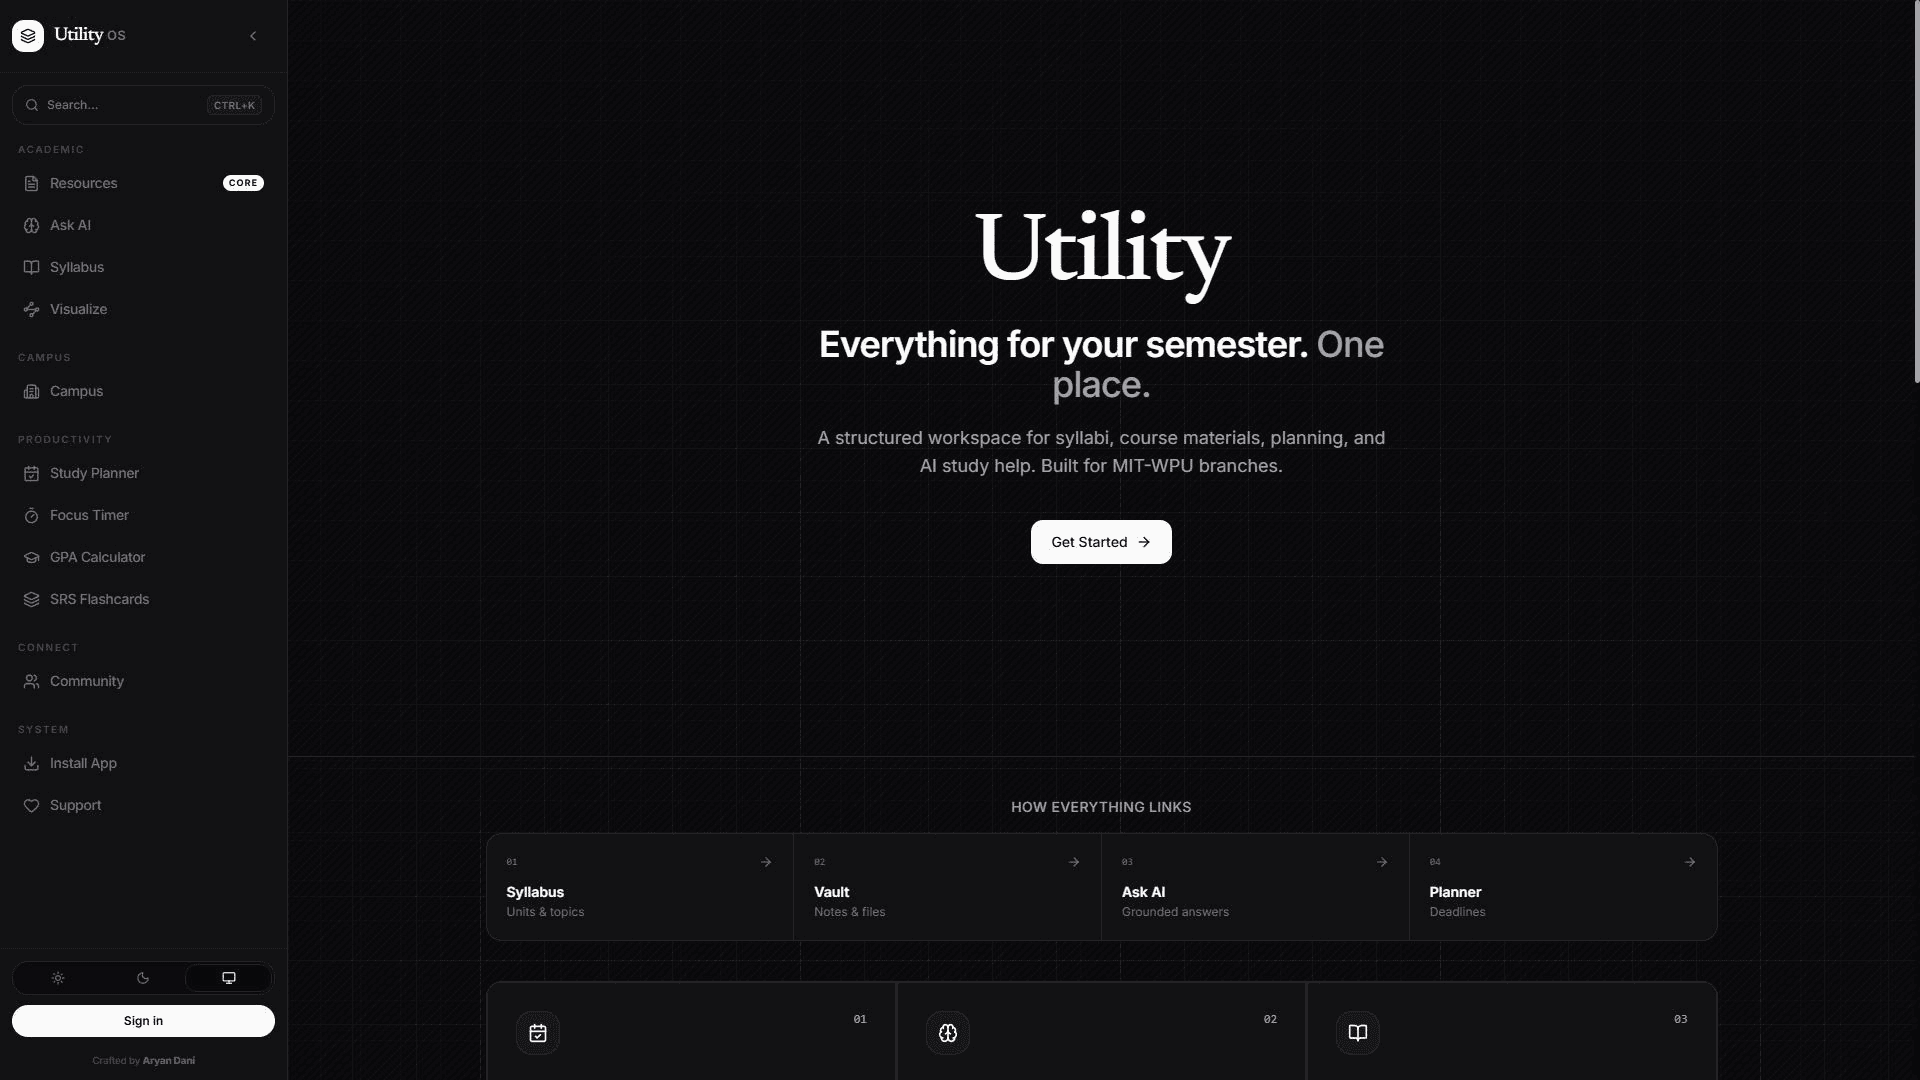 Utility OS
Search...
CTRL+K
ACADEMIC
Resources
CORE
Ask AI
Syllabus
Visualize
CAMPUS
Campus
PRODUCTIVITY
Study Planner
Focus Timer
GPA Calculator
SRS Flashcards
CONNECT
Community
SYSTEM
Install App
Support
Sign in
Crafted by Aryan Dani
Utility
Everything for your semester. One
place.
A structured workspace for syllabi, course materials, planning, and
AI study help. Built for MIT-WPU branches.
Get Started
HOW EVERYTHING LINKS
01
Syllabus
Units & topics
02
Vault
Notes & files
03
Ask AI
Grounded answers
04
Planner
Deadlines
01
02
03